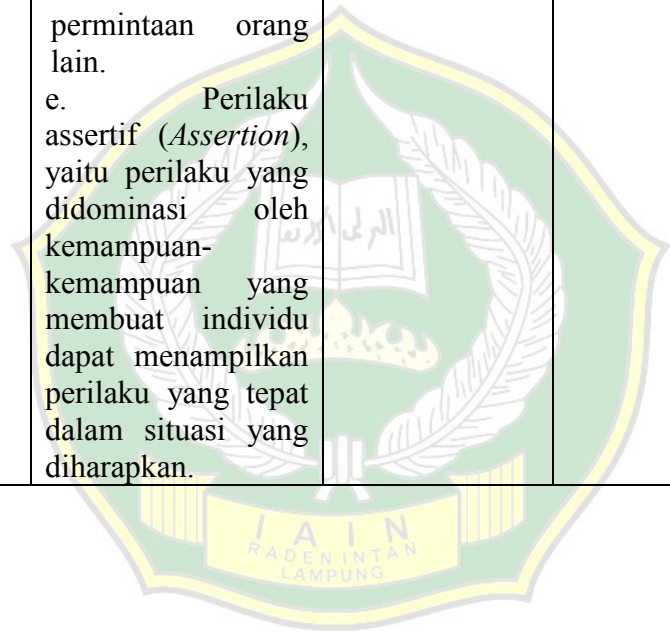 permintaan orang
lain.
e. Perilaku
assertif (Assertion),
yaitu perilaku yang
didominasi oleh
kemampuan-
kemampuan yang
membuat individu
dapat menampilkan
perilaku yang tepat
dalam situasi yang
diharapkan.
IAIN
RADEN INTAN
LAMPUNG